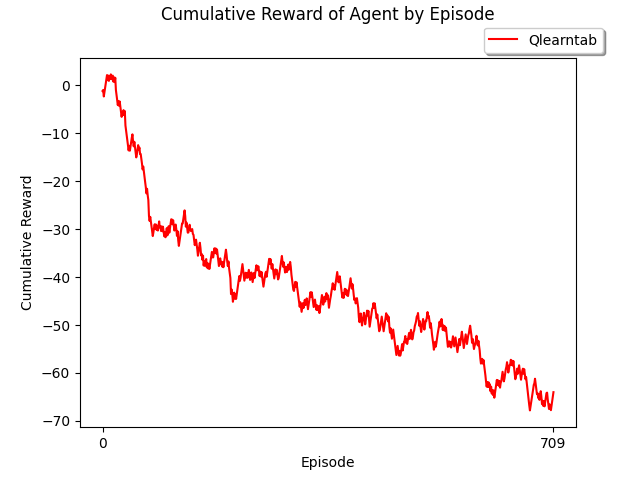 Cumulative Reward of Agent by Episode
Qlearntab
0
−10
−20
−30
−40
−50
−60
−70
Cumulative Reward
0
709
Episode